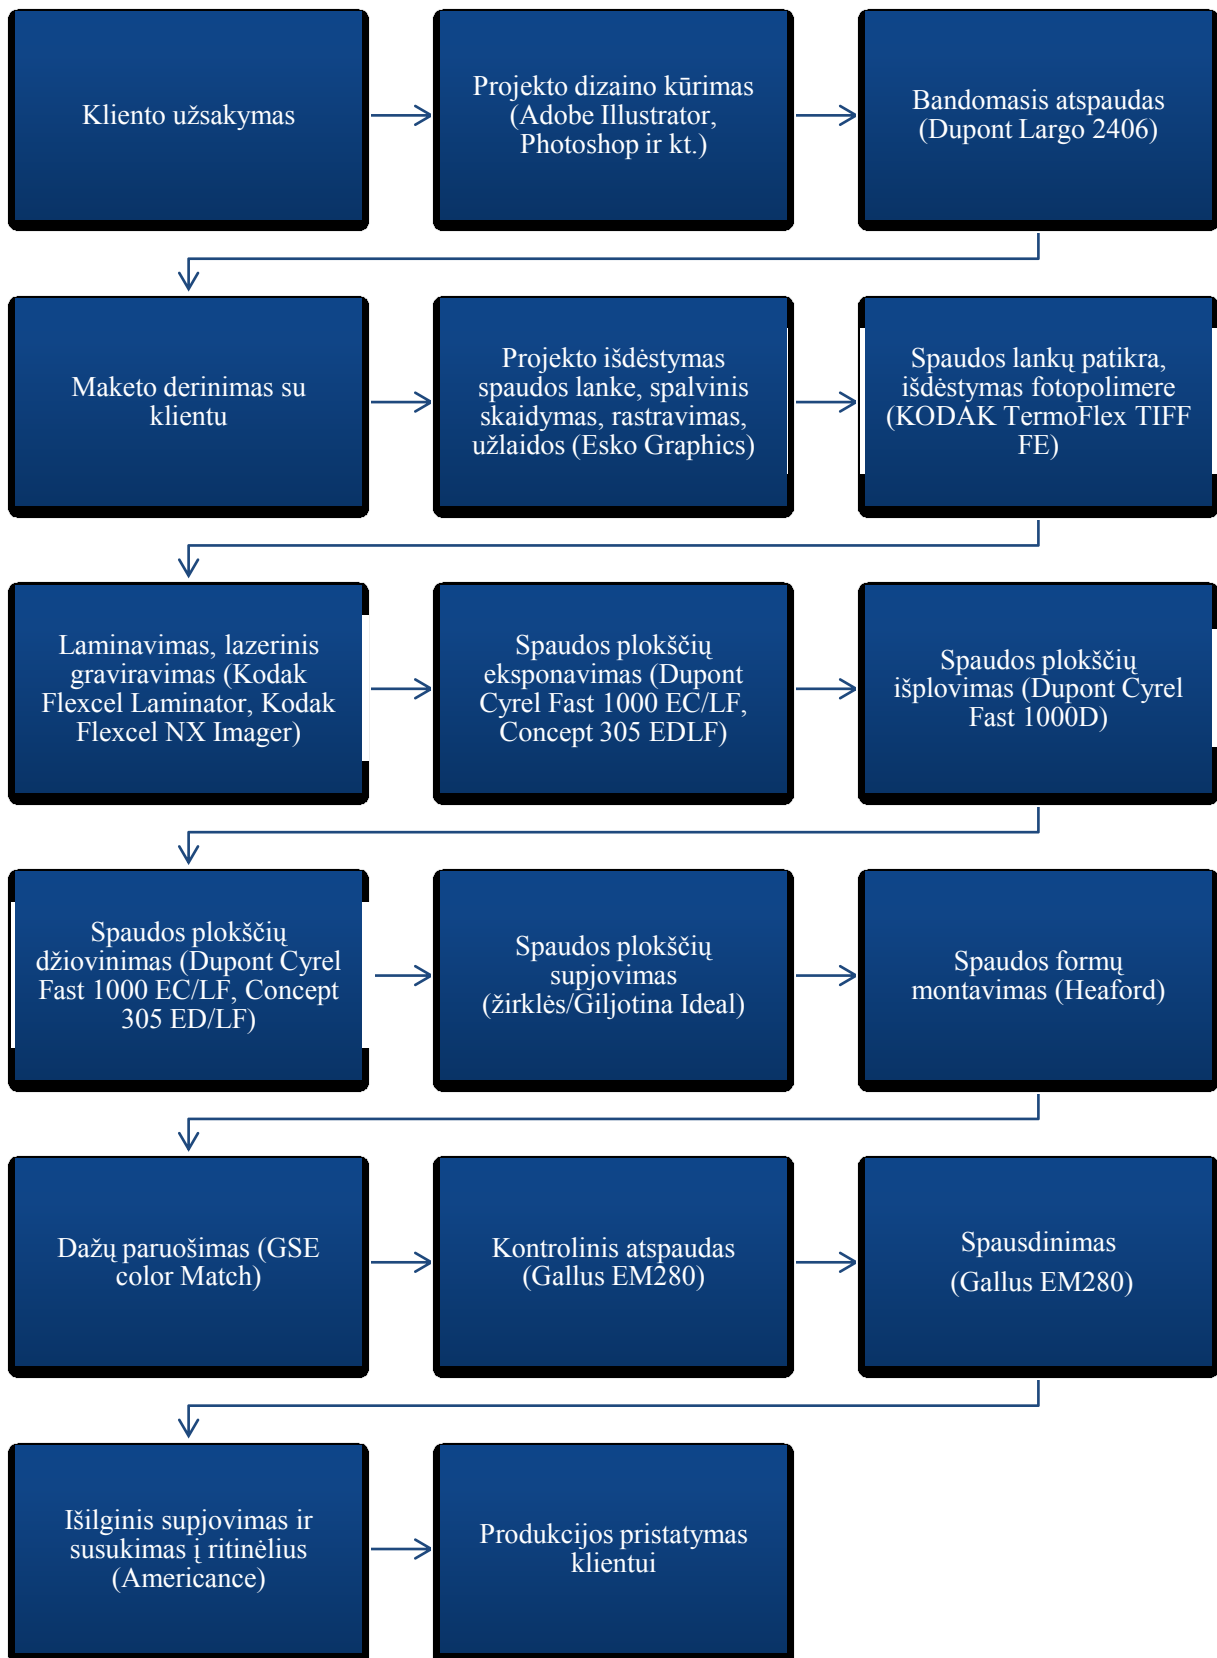 Kliento užsakymas
Projekto dizaino kūrimas
(Adobe Illustrator,
Photoshop ir kt.)
Bandomasis atspaudas
(Dupont Largo 2406)
Maketo derinimas su
klientu
Projekto išdėstymas
spaudos lanke, spalvinis
skaidymas, rastravimas,
užlaidos (Esko Graphics)
Spaudos lankų patikra,
išdėstymas fotopolimere
(KODAK TermoFlex TIFF
FE)
Laminavimas, lazerinis
graviravimas (Kodak
Flexcel Laminator, Kodak
Flexcel NX Imager)
Spaudos plokščių
eksponavimas (Dupont
Cyrel Fast 1000 EC/LF,
Concept 305 EDLF)
Spaudos plokščių
išplovimas (Dupont Cyrel
Fast 1000D)
Spaudos plokščių
džiovinimas (Dupont Cyrel
Fast 1000 EC/LF, Concept
305 ED/LF)
Spaudos plokščių
supjovimas
(žirklės/Giljotina Ideal)
Spaudos formų
montavimas (Heaford)
Dažų paruošimas (GSE
color Match)
Kontrolinis atspaudas
(Gallus EM280)
Spausdinimas
(Gallus EM280)
Išilginis supjovimas ir
susukimas į ritinėlius
(Americance)
Produkcijos pristatymas
klientui